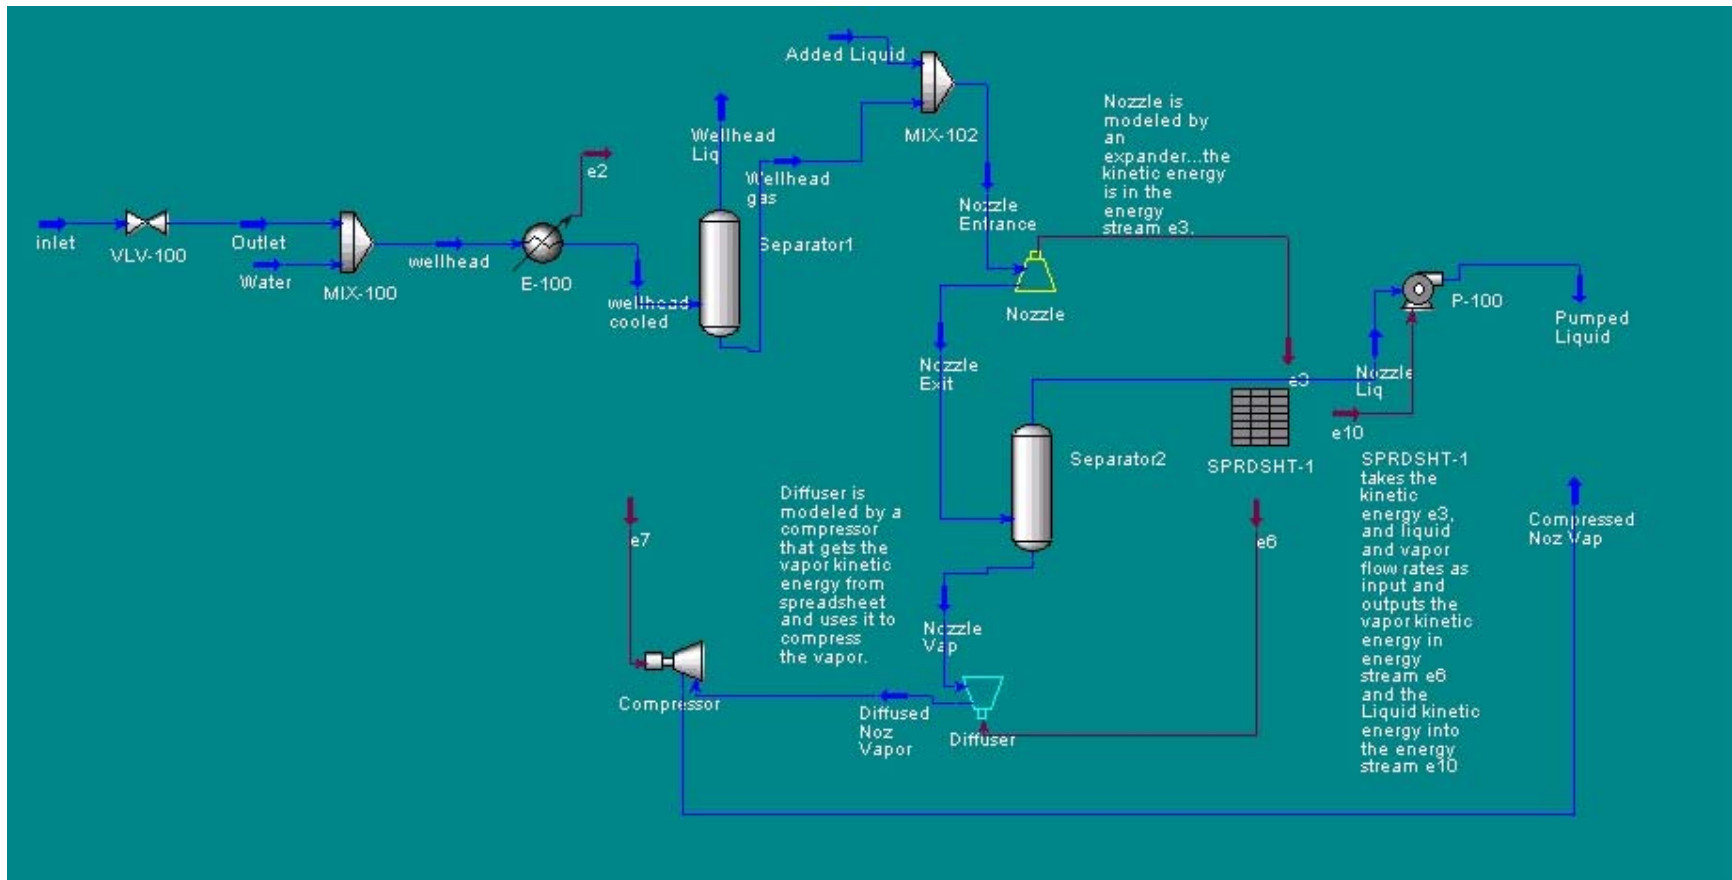 Added Liquid
MIX-102
Wellhead
Liq
Wellhead
gas
e2
Nozzle is
modeled by
an
expander...the
kinetic energy
is in the
energy
stream e3.
inlet
VLV-100
Outlet
Water
MIX-100
wellhead
E-100
wellhead
cooled
Separator1
Nozzle
Entrance
Nozzle
Nozzle
Exit
P-100
Pumped
Liquid
e3
Nozzle
Liq
e10
SPRDSHT-1
Separator2
SPRDSHT-1
takes the
kinetic
energy e3,
and liquid
and vapor
flow rates as
input and
outputs the
vapor kinetic
energy in
energy
stream e6
and the
Liquid kinetic
energy into
the energy
stream e10
Compressed
Noz Vap
e6
Diffuser is
modeled by a
compressor
that gets the
vapor kinetic
energy from
spreadsheet
and uses it to
compress
the vapor.
e7
Nozzle
Vap
Compressor
Diffused
Noz
Vapor
Diffuser